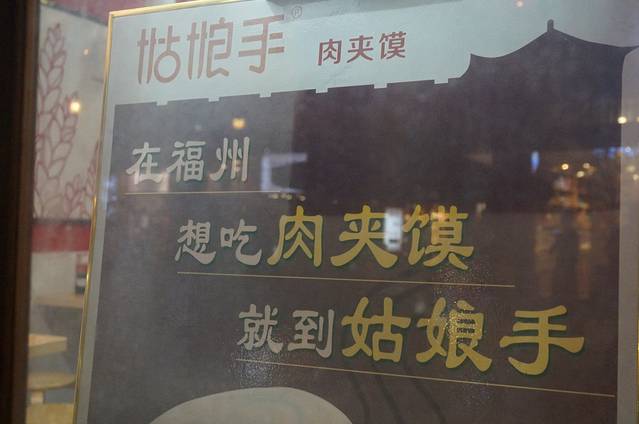 姑娘手® 肉夹馍
在福州
想吃肉夹馍
就到姑娘手